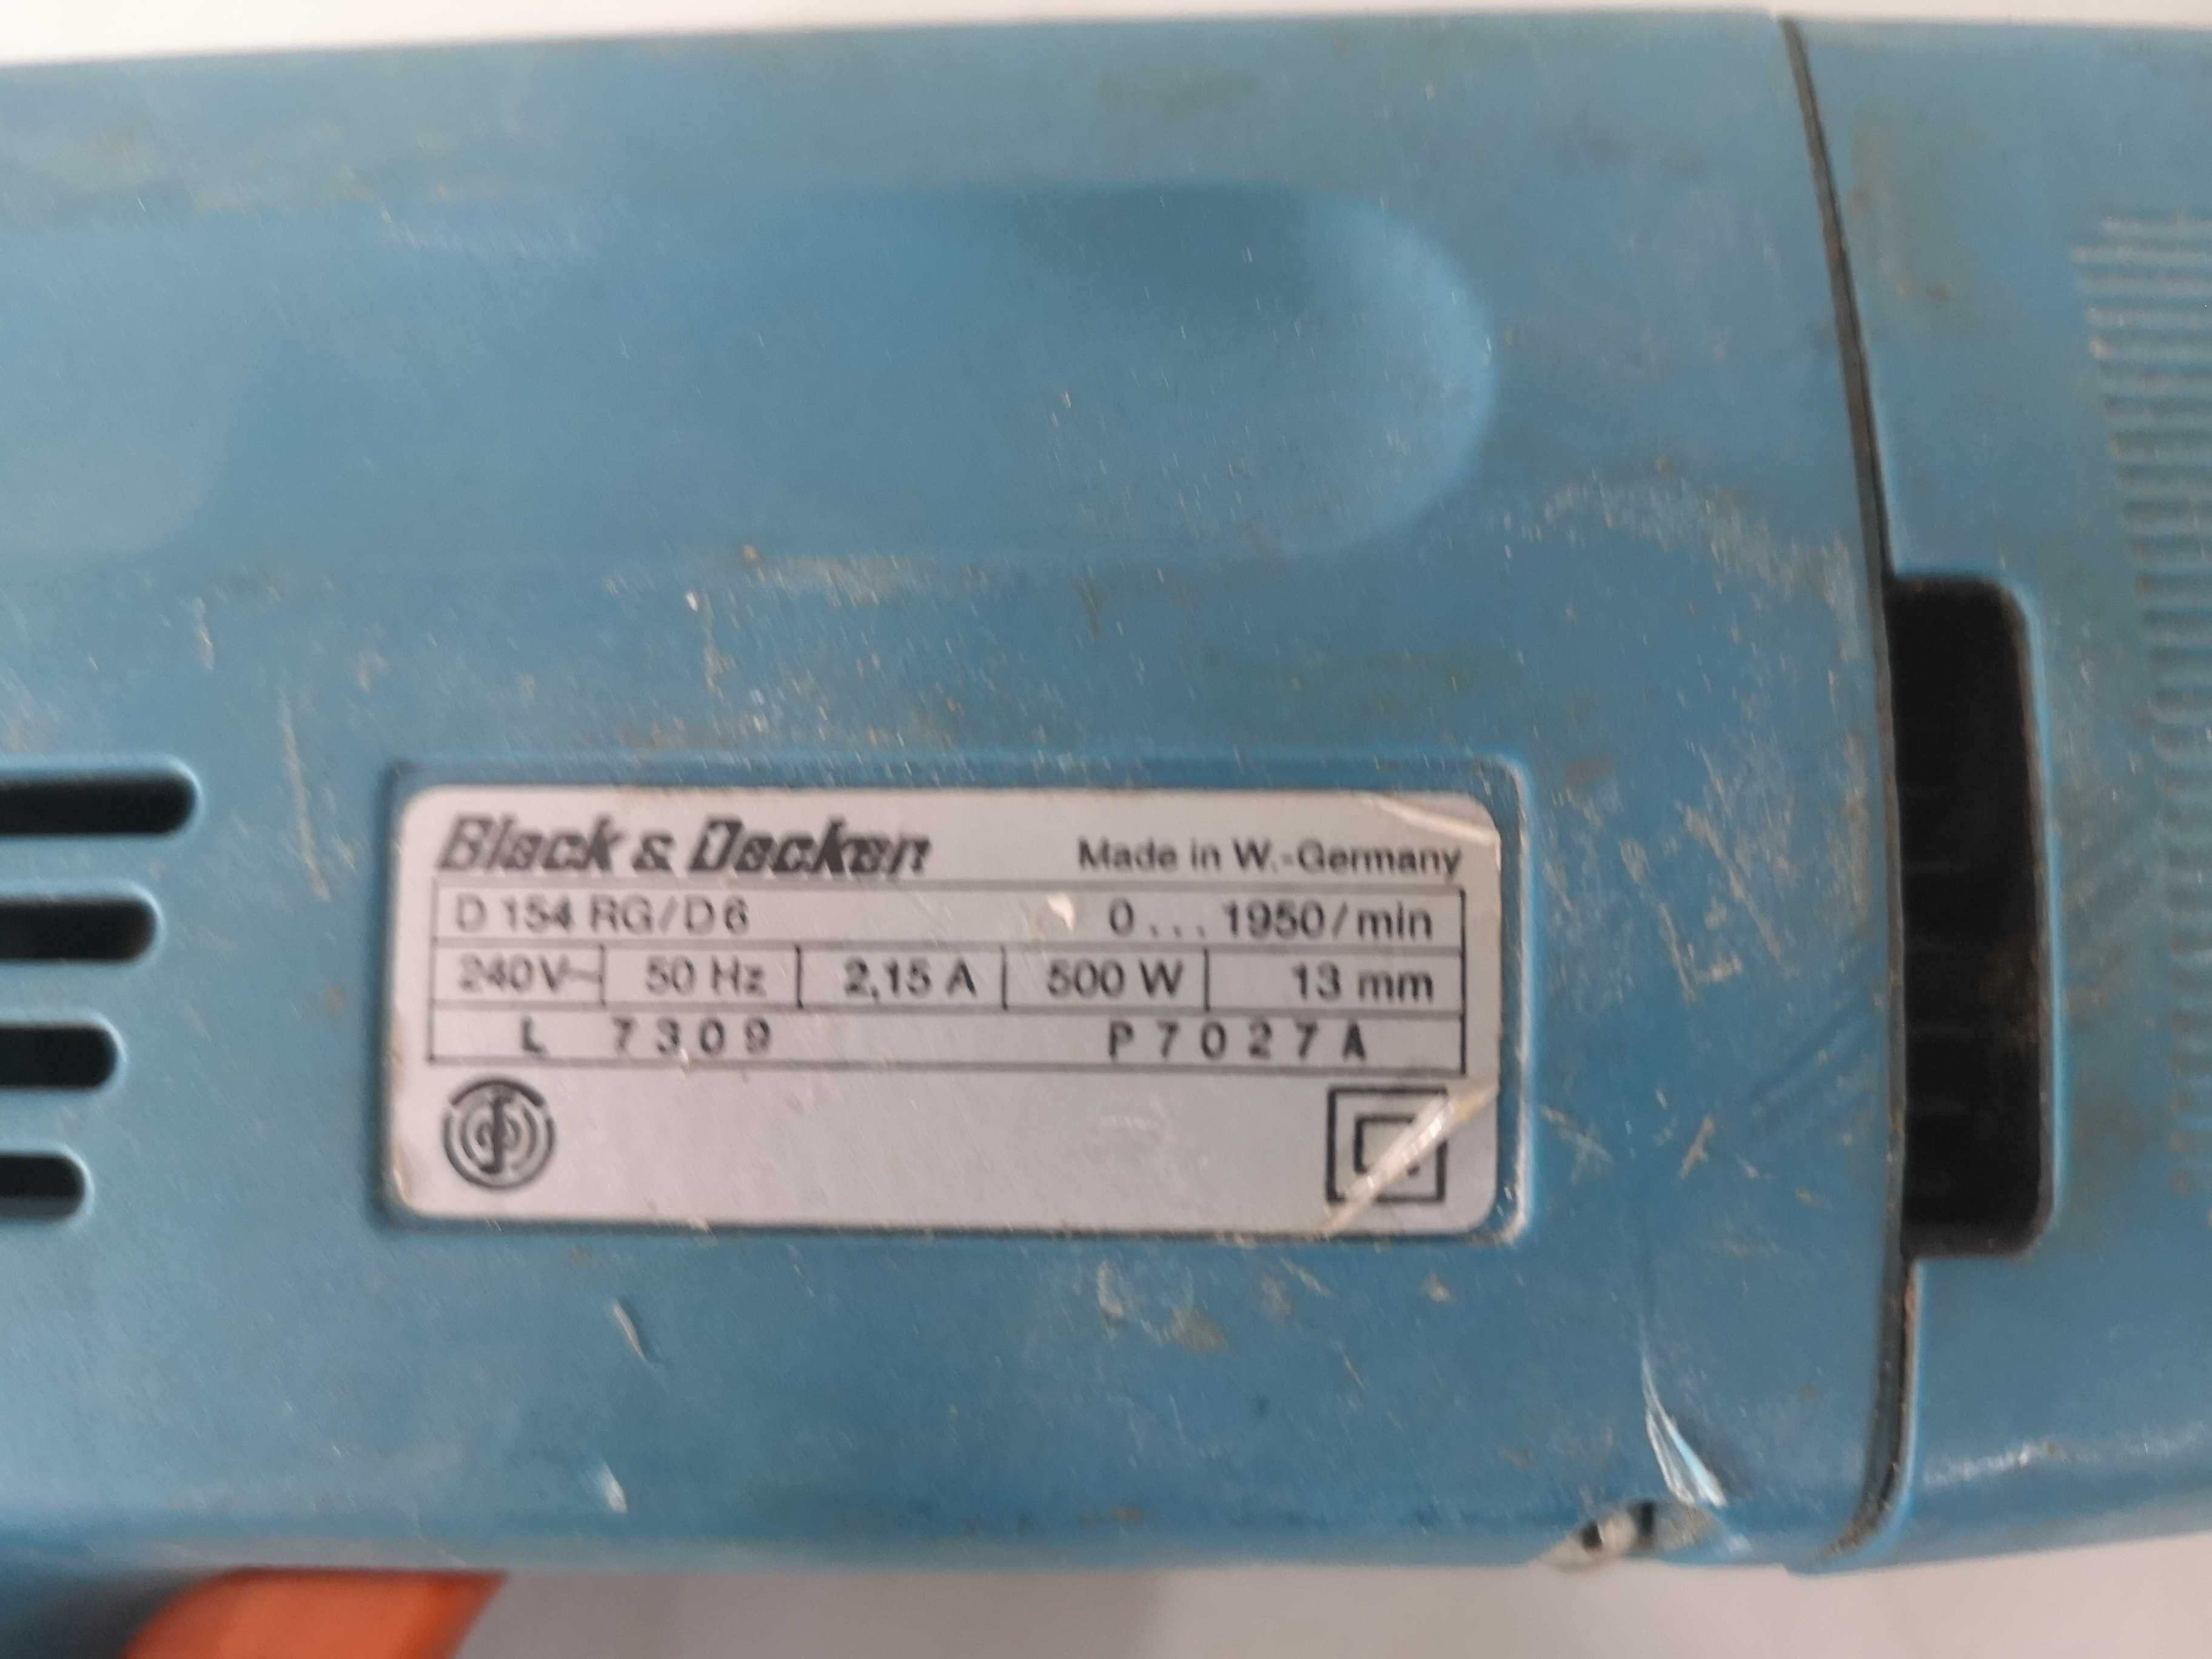 Black & Decker Made in W.-Germany
D 154 RG/D6 0... 1950/min
240V~ 50 Hz 2,15 A 500 W 13 mm
L 7309 P7027A